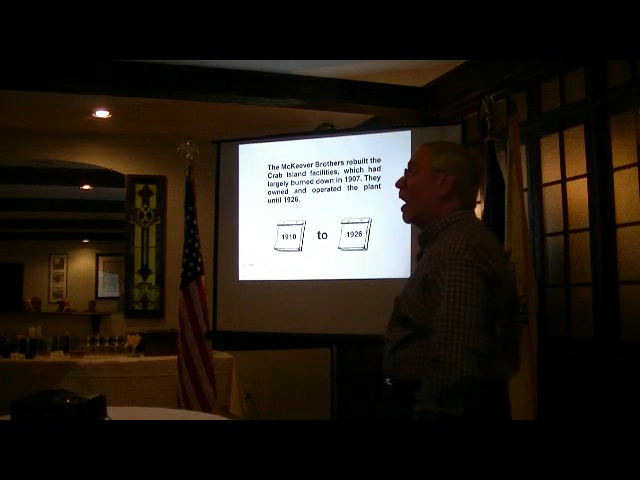 The McKeever Brothers rebuilt the
Crab Island facilities, which had
largely burned down in 1907. They
owned and operated the plant
until 1926.
1910 to 1926